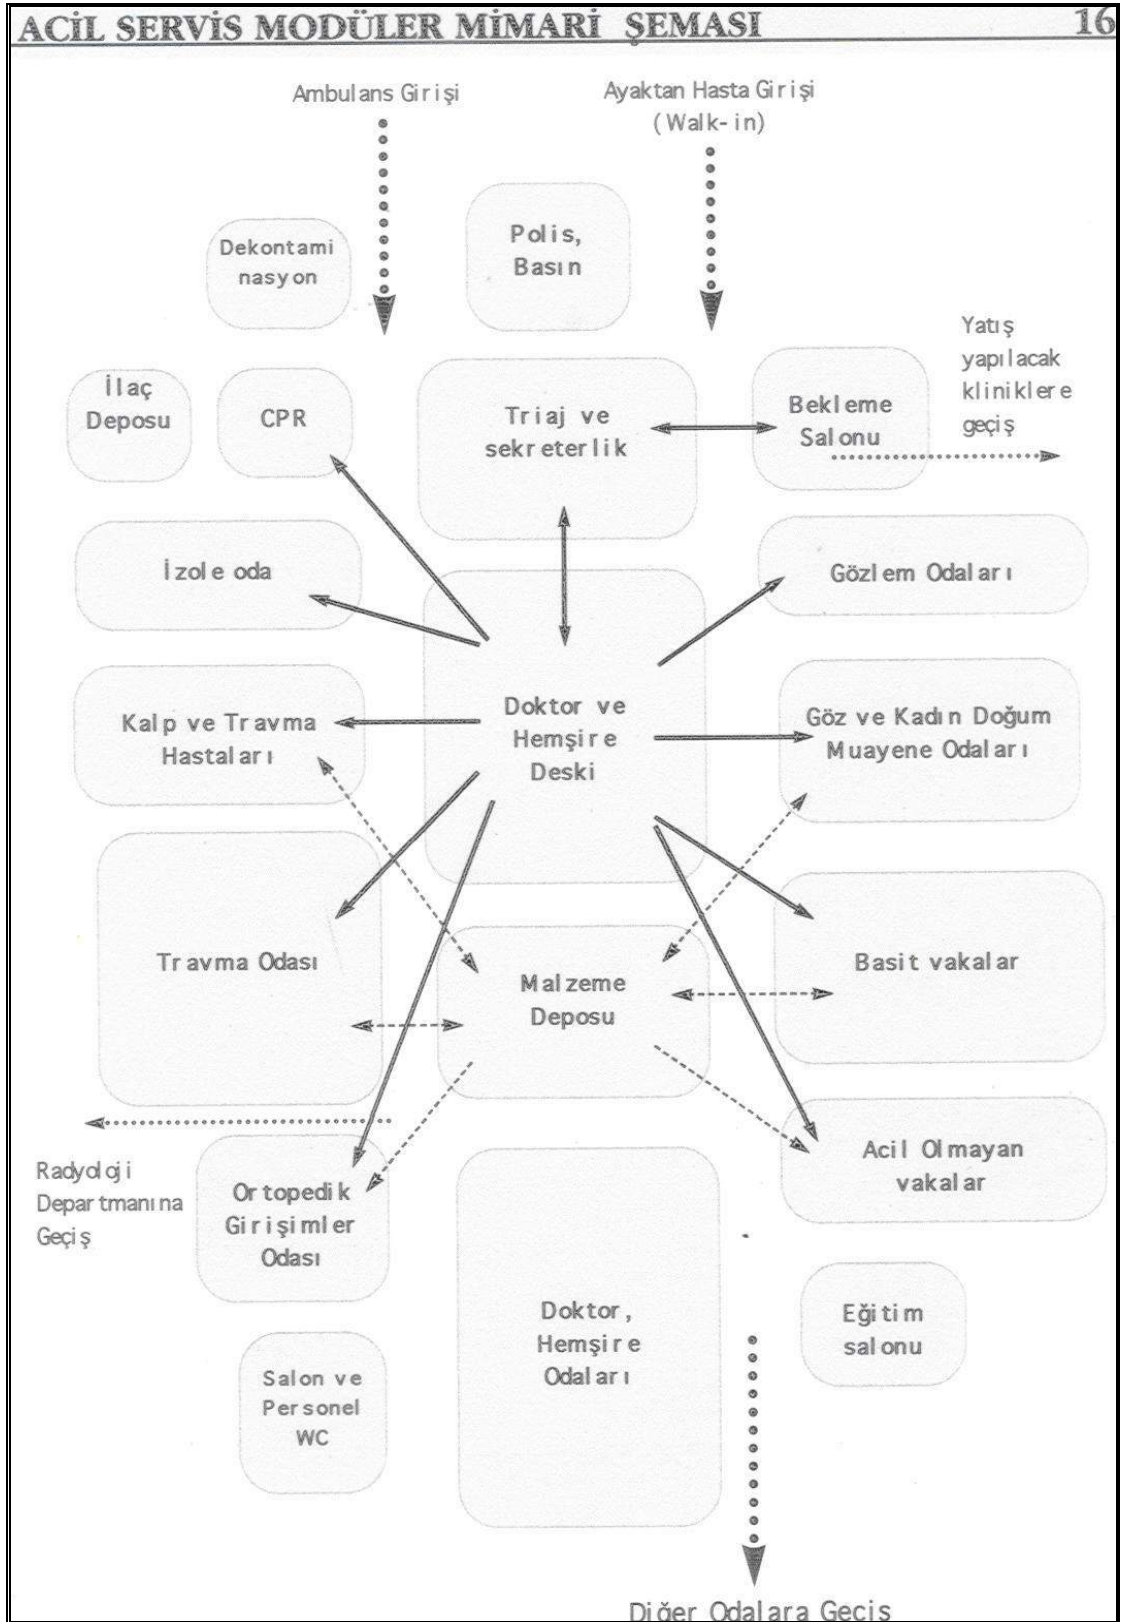 ACİL SERVİS MODÜLER MİMARİ ŞEMASI 16
Ambulans Girişi
Ayaktan Hasta Girişi
(Walk-in)
Polis,
Basın
Dekontami
nasyon
Yatış
yapılacak
kliniklere
geçiş
İlaç
Deposu
CPR
Triaj ve
sekreterlik
Bekleme
Salonu
İzole oda
Gözlem Odaları
Kalp ve Travma
Hastaları
Doktor ve
Hemşire
Deski
Göz ve Kadın Doğum
Muayene Odaları
Travma Odası
Malzeme
Deposu
Basit vakalar
Radyoloji
Departmanına
Geçiş
Ortopedik
Girişimler
Odası
Acil Olmayan
vakalar
Doktor,
Hemşire
Odaları
Eğitim
salonu
Salon ve
Personel
WC
Diğer Odalara Geçiş